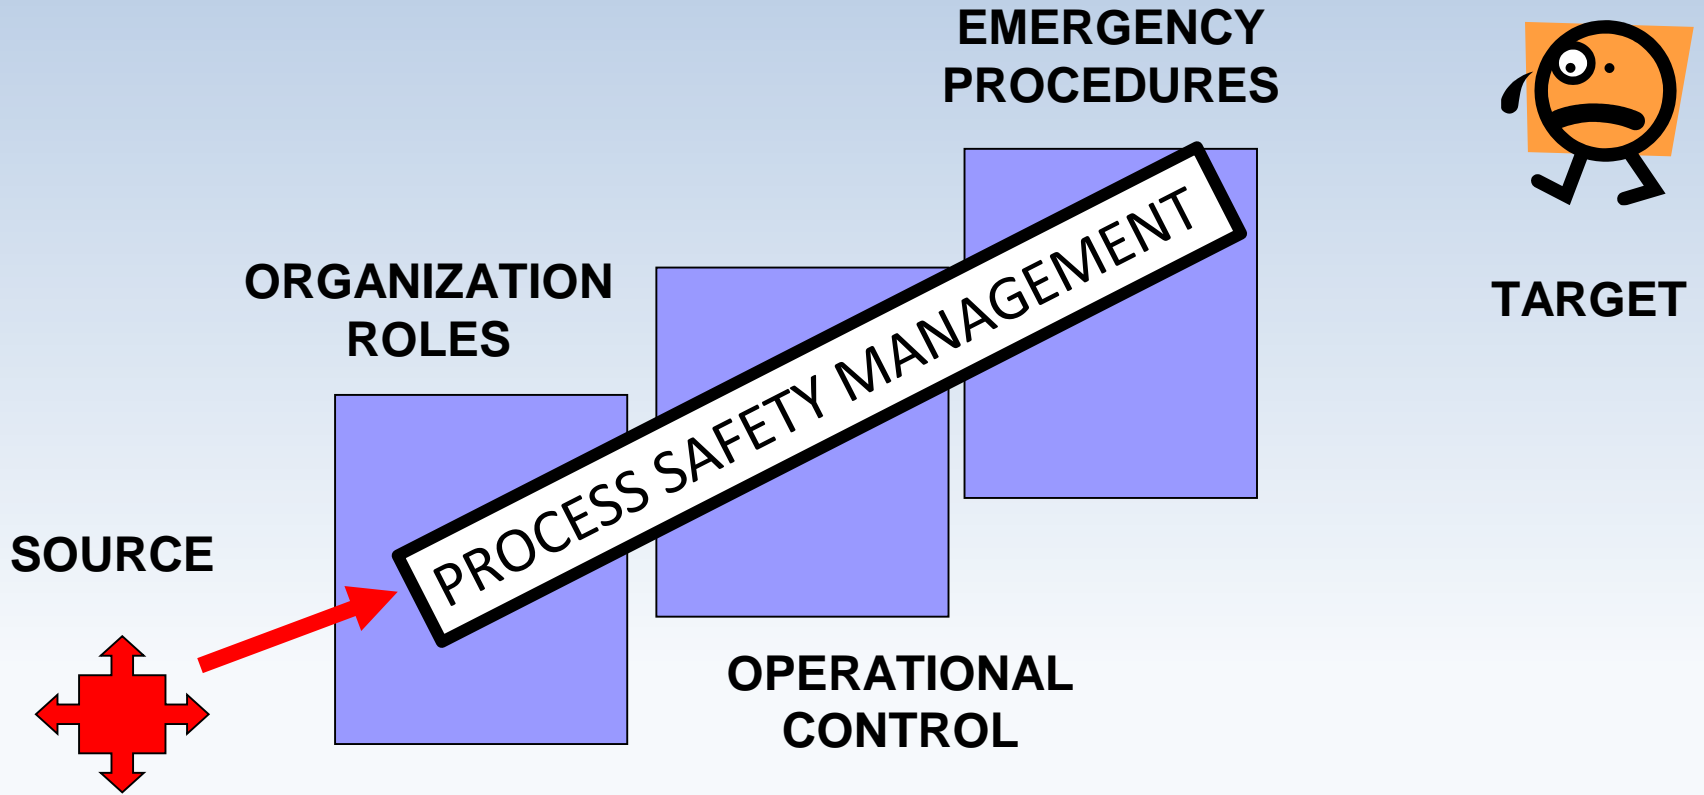 EMERGENCY
PROCEDURES
ORGANIZATION
ROLES
TARGET
PROCESS SAFETY MANAGEMENT
SOURCE
OPERATIONAL
CONTROL